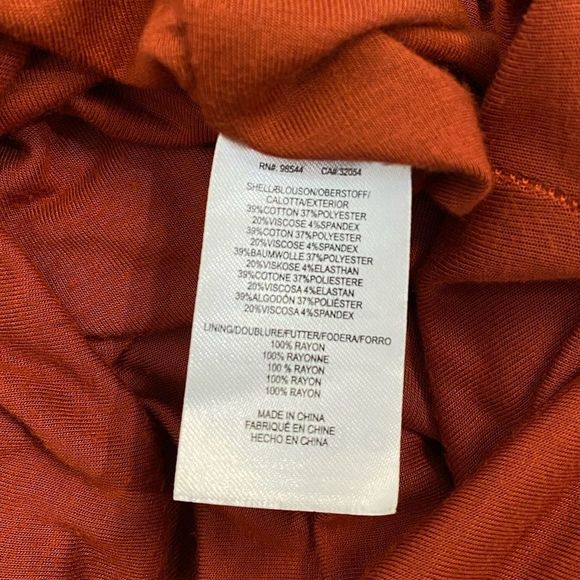 RN#: 98544 CA#:32054
SHELL/BLOUSON/OBERSTOFF/
CALOTTA/EXTERIOR
39%COTTON 37%POLYESTER
20%VISCOSE 4%SPANDEX
39%COTON 37%POLYESTER
20%VISCOSE 4%SPANDEX
39%BAUMWOLLE 37%POLYESTER
20%VISKOSE 4%ELASTHAN
39%COTONE 37%POLIESTERE
20%VISCOSA 4%ELASTAN
39%ALGODÓN 37%POLIÉSTER
20%VISCOSA 4%SPANDEX
LINING/DOUBLURE/FUTTER/FODERA/FORRO
100% RAYON
100% RAYONNE
100 % RAYON
100% RAYON
100% RAYON
MADE IN CHINA
FABRIQUÉ EN CHINE
HECHO EN CHINA